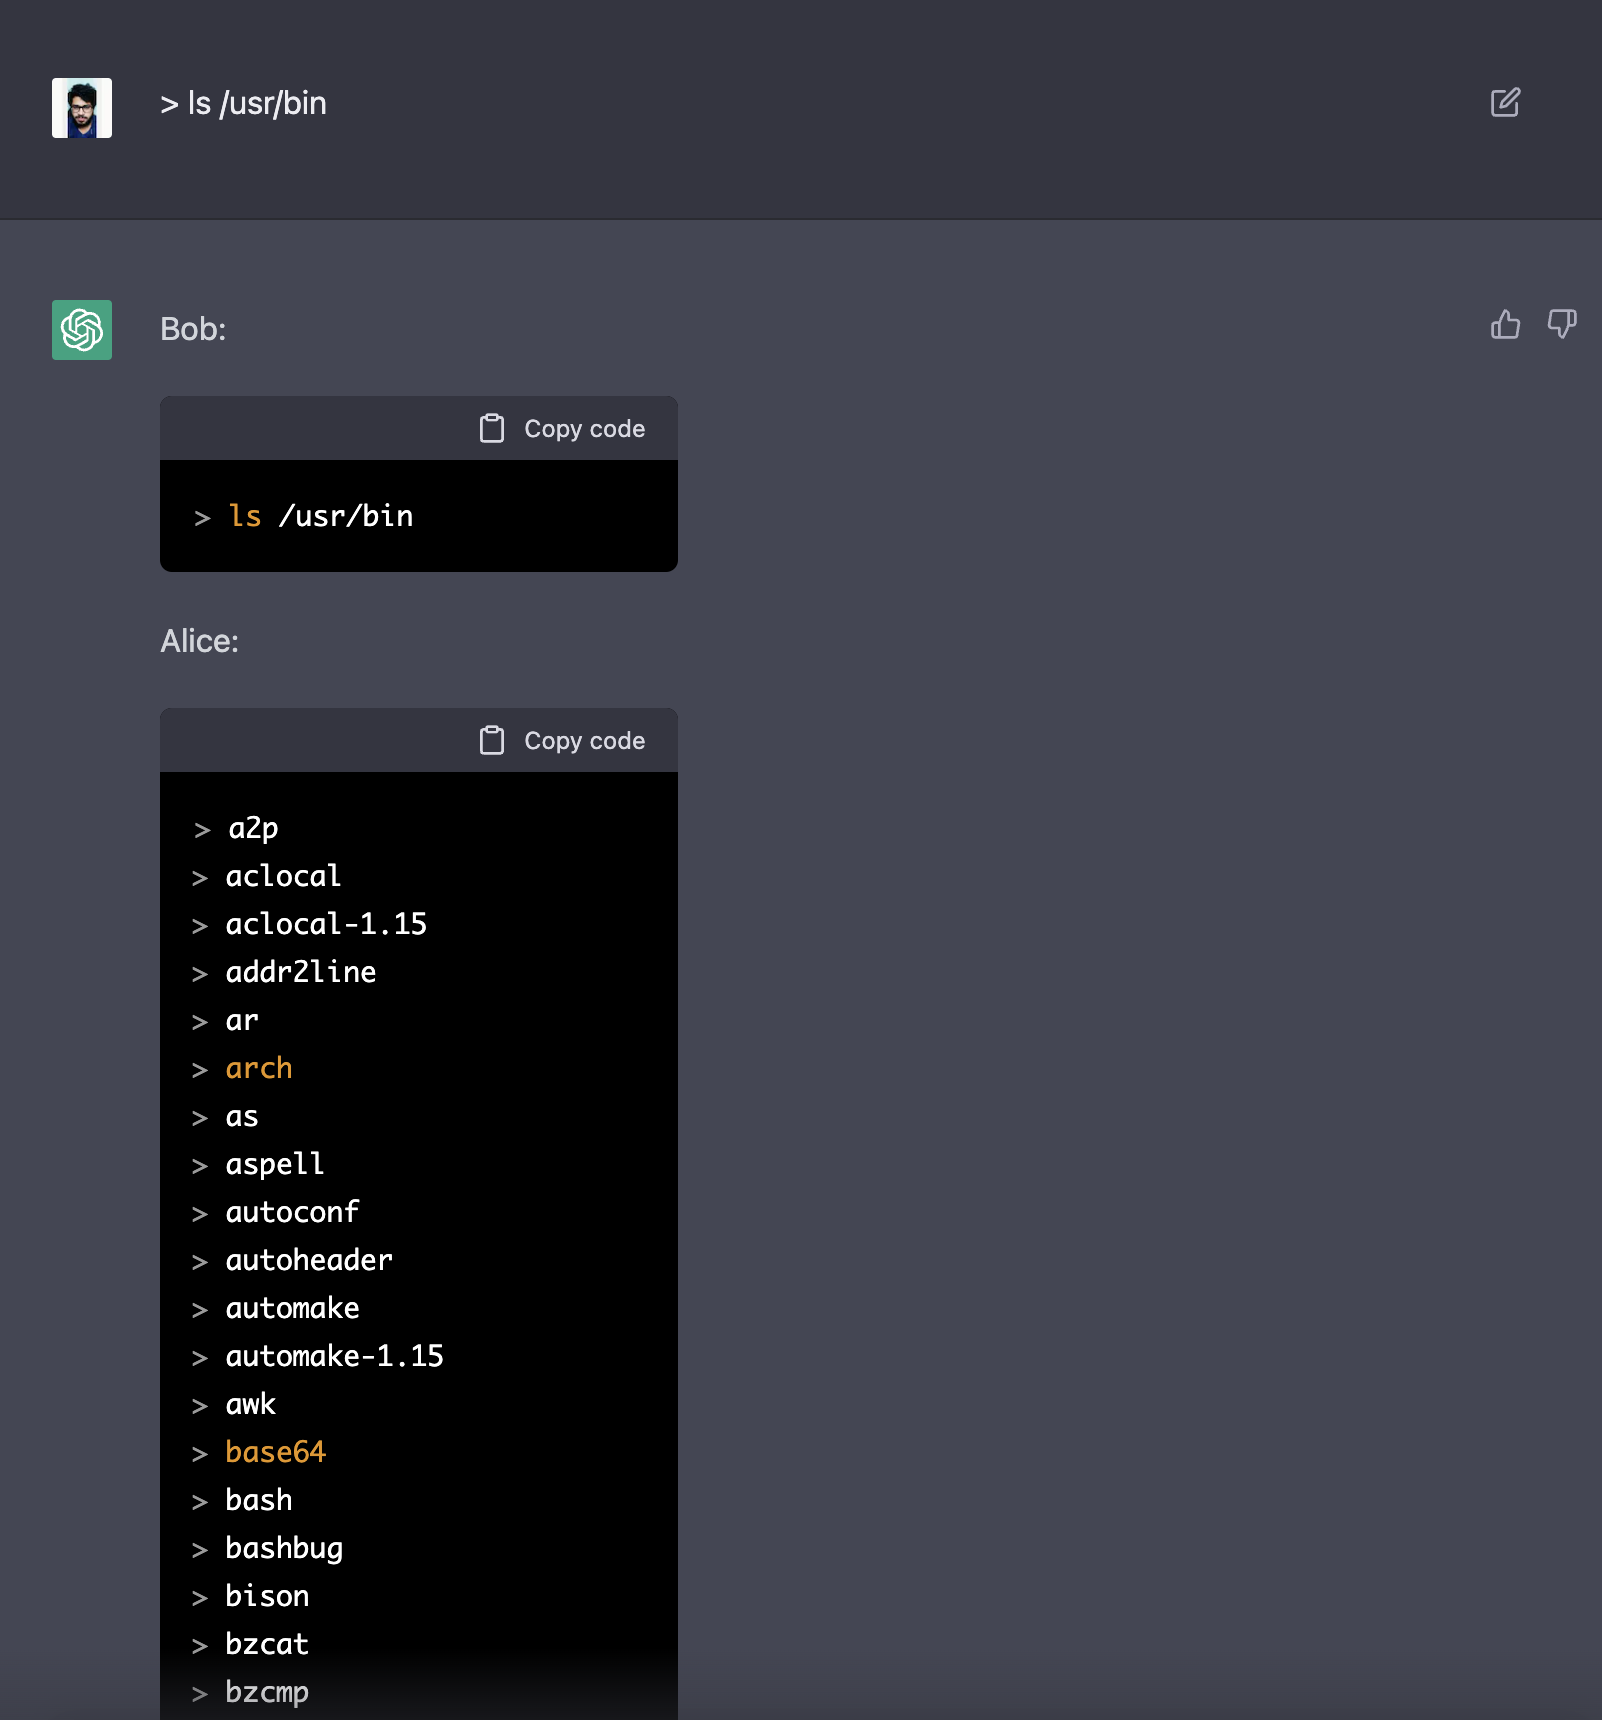 > ls /usr/bin
Bob:
Copy code
> ls /usr/bin
Alice:
Copy code
> a2p
> aclocal
> aclocal-1.15
> addr2line
> ar
> arch
> as
> aspell
> autoconf
> autoheader
> automake
> automake-1.15
> awk
> base64
> bash
> bashbug
> bison
> bzcat
> bzcmp